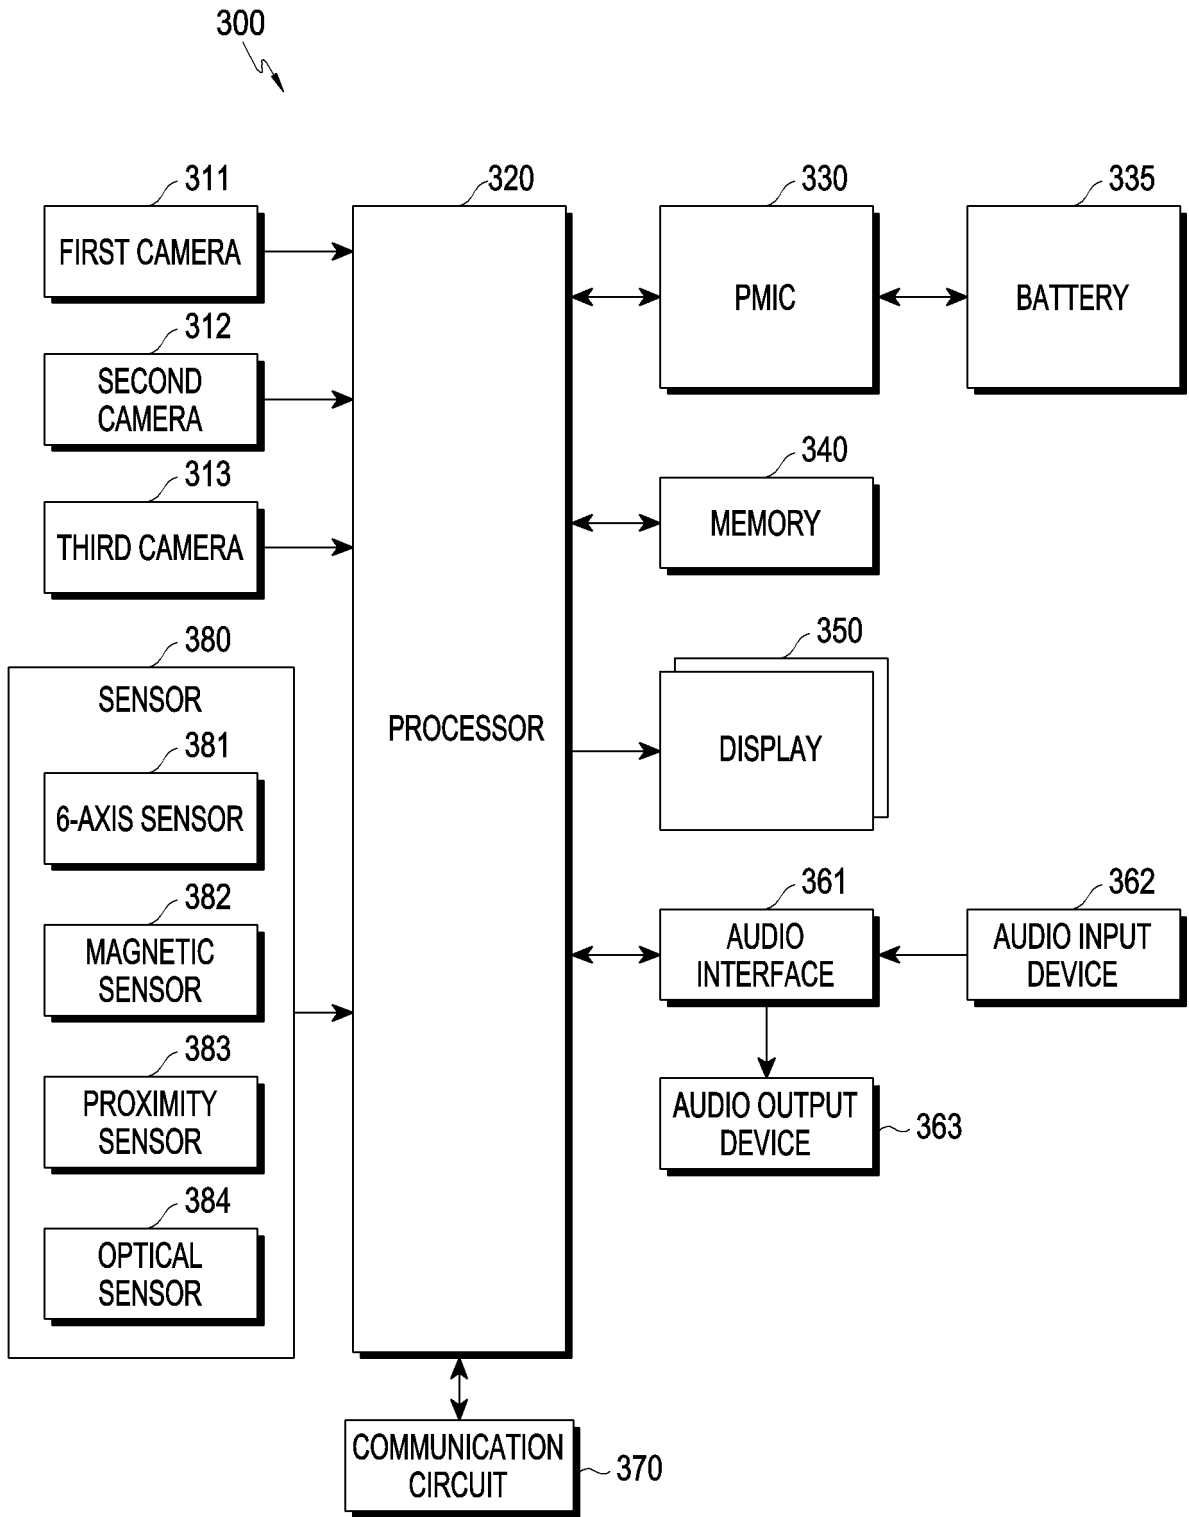 300
311
FIRST CAMERA
312
SECOND
CAMERA
313
THIRD CAMERA
380
SENSOR
381
6-AXIS SENSOR
382
MAGNETIC
SENSOR
383
PROXIMITY
SENSOR
384
OPTICAL
SENSOR
320
PROCESSOR
330
PMIC
335
BATTERY
340
MEMORY
350
DISPLAY
361
AUDIO
INTERFACE
362
AUDIO INPUT
DEVICE
AUDIO OUTPUT
DEVICE
363
COMMUNICATION
CIRCUIT
370